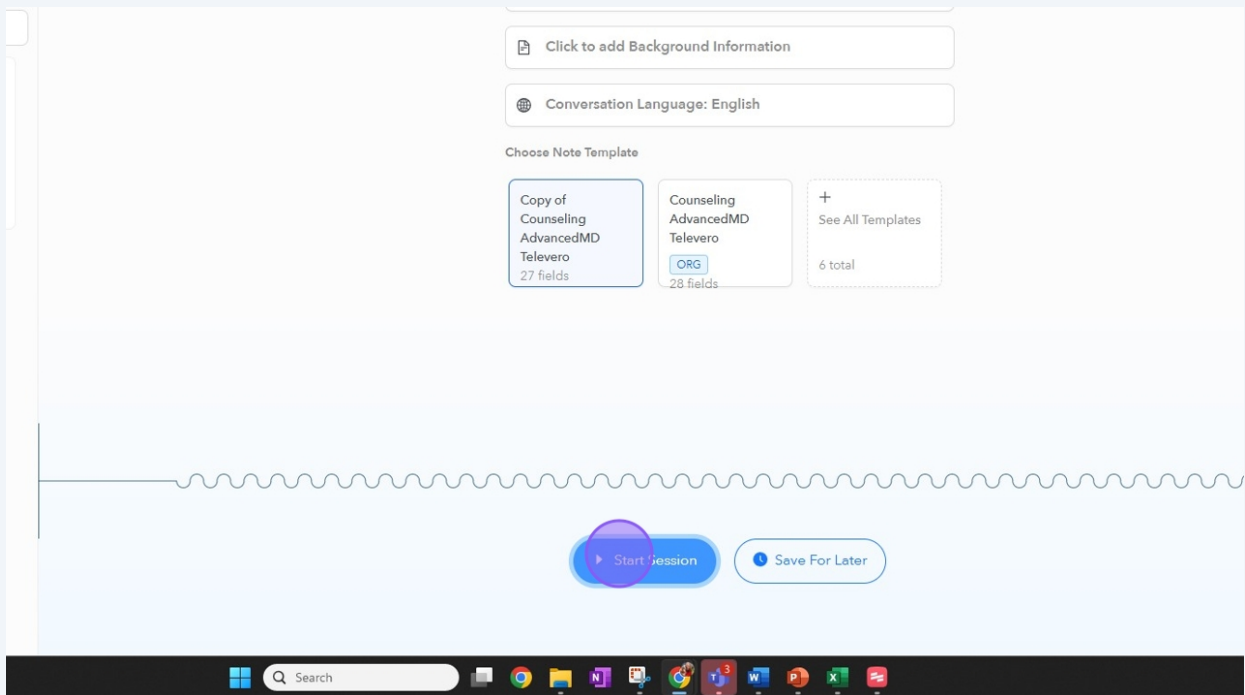 Click to add Background Information
Conversation Language: English
Choose Note Template
Copy of
Counseling
AdvancedMD
Televero
27 fields
Counseling
AdvancedMD
Televero
ORG
28 fields
+
See All Templates
6 total
Start Session
Save For Later
Search
N
3
W
P
X